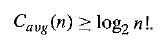 C_avg(n) ≥ log₂ n!.